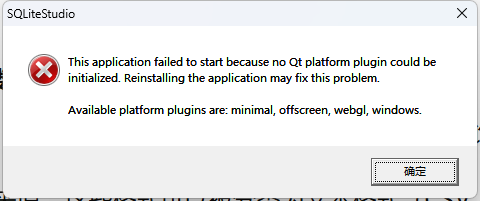 SQLiteStudio
This application failed to start because no Qt platform plugin could be
initialized. Reinstalling the application may fix this problem.
Available platform plugins are: minimal, offscreen, webgl, windows.
确定